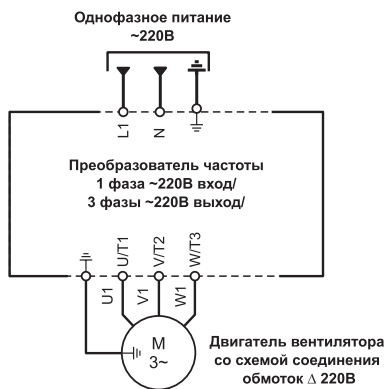 Однофазное питание
~220В
L1
N
Преобразователь частоты
1 фаза ~220В вход/
3 фазы ~220В выход/
U/T1
V/T2
W/T3
U1
V1
W1
M
3~
Двигатель вентилятора
со схемой соединения
обмоток Δ 220В